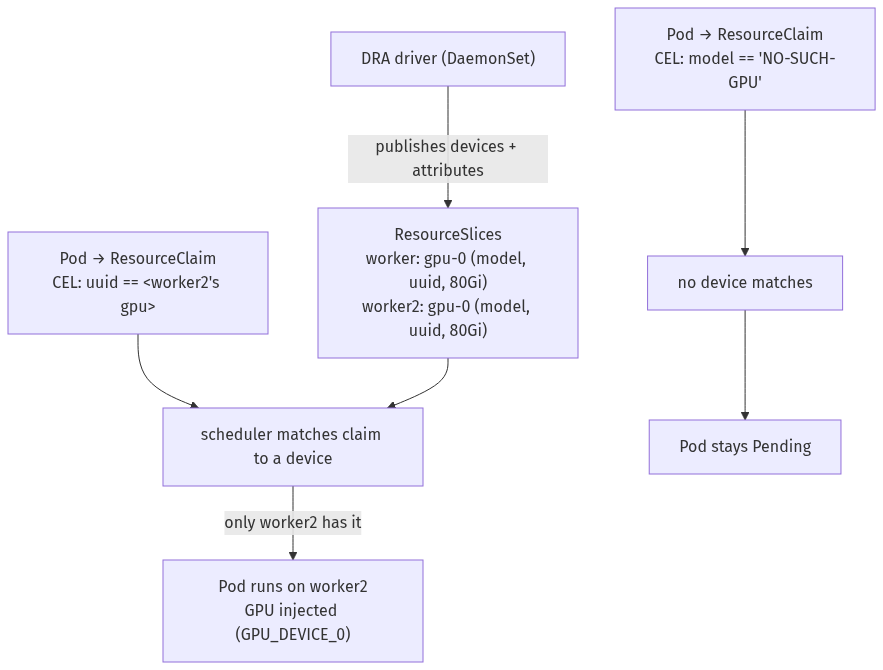 DRA driver (DaemonSet)
publishes devices +
attributes
ResourceSlices
worker: gpu-0 (model,
uuid, 80Gi)
worker2: gpu-0 (model,
uuid, 80Gi)
Pod → ResourceClaim
CEL: uuid == <worker2's
gpu>
scheduler matches claim
to a device
only worker2 has it
Pod runs on worker2
GPU injected
(GPU_DEVICE_0)
Pod → ResourceClaim
CEL: model == 'NO-SUCH-
GPU'
no device matches
Pod stays Pending